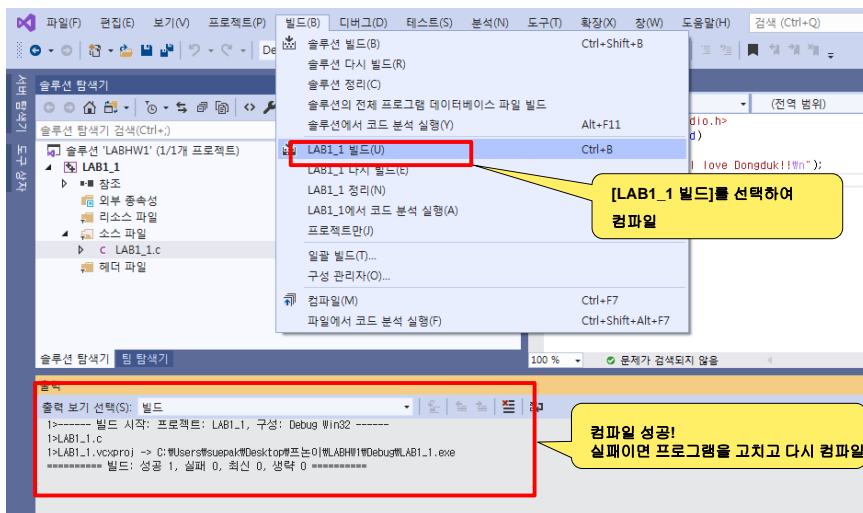 파일(F) 편집(E) 보기(V) 프로젝트(P) 빌드(B) 디버그(D) 테스트(S) 분석(N) 도구(T) 확장(X) 창(W) 도움말(H) 검색 (Ctrl+Q)
De
서버 탐색기
도구 상자
솔루션 탐색기
솔루션 탐색기 검색(Ctrl+;)
솔루션 'LABHW1' (1/1개 프로젝트)
LAB1_1
참조
외부 종속성
리소스 파일
소스 파일
LAB1_1.c
헤더 파일
솔루션 탐색기 팀 탐색기
솔루션 빌드(B) Ctrl+Shift+B
솔루션 다시 빌드(R)
솔루션 정리(C)
솔루션의 전체 프로그램 데이터베이스 파일 빌드
솔루션에서 코드 분석 실행(Y) Alt+F11
LAB1_1 빌드(U) Ctrl+B
LAB1_1 다시 빌드(E)
LAB1_1 정리(N)
LAB1_1에서 코드 분석 실행(A)
프로젝트만(J)
일괄 빌드(T)...
구성 관리자(O)...
컴파일(M) Ctrl+F7
파일에서 코드 분석 실행(F) Ctrl+Shift+Alt+F7
(전역 범위)
dio.h>
d)
I love Dongduk!!₩n");
[LAB1_1 빌드]를 선택하여
컴파일
100 % 문제가 검색되지 않음
출력
출력 보기 선택(S): 빌드
1>------ 빌드 시작: 프로젝트: LAB1_1, 구성: Debug Win32 ------
1>LAB1_1.c
1>LAB1_1.vcxproj -> C:₩Users₩suepak₩Desktop₩프논이₩LABHW1₩Debug₩LAB1_1.exe
========== 빌드: 성공 1, 실패 0, 최신 0, 생략 0 ==========
컴파일 성공!
실패이면 프로그램을 고치고 다시 컴파일